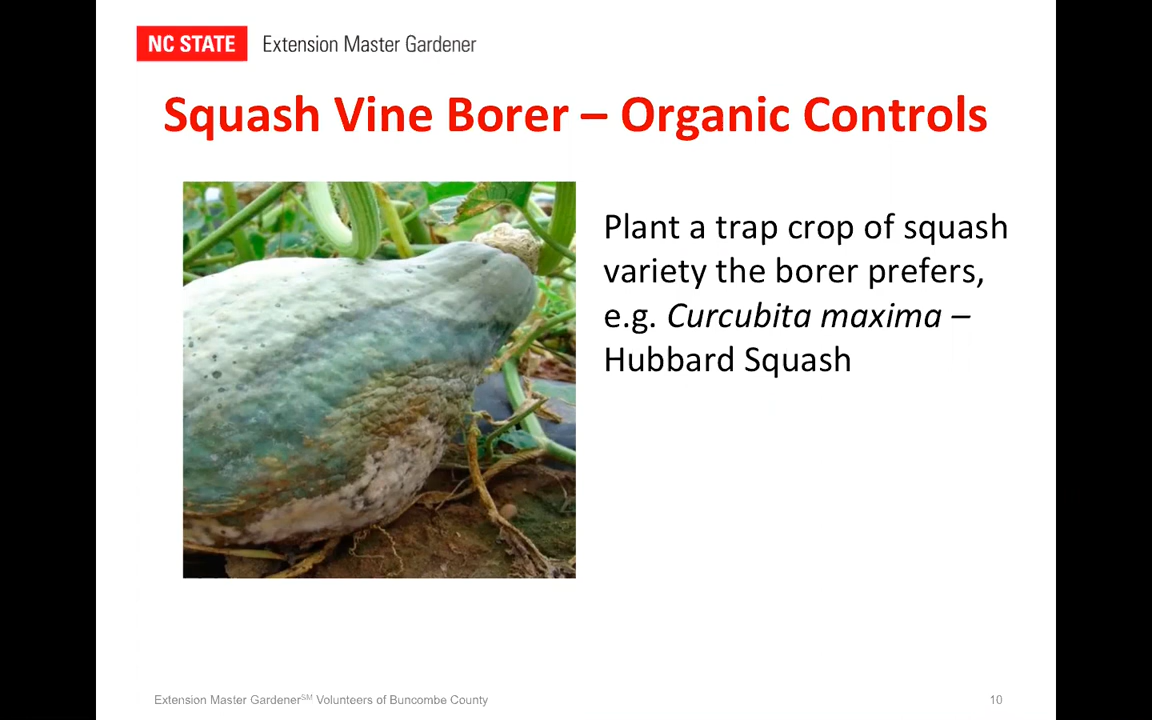 NC STATE Extension Master Gardener
Squash Vine Borer – Organic Controls
Plant a trap crop of squash
variety the borer prefers,
e.g. Curcubita maxima –
Hubbard Squash
Extension Master Gardener℠ Volunteers of Buncombe County
10